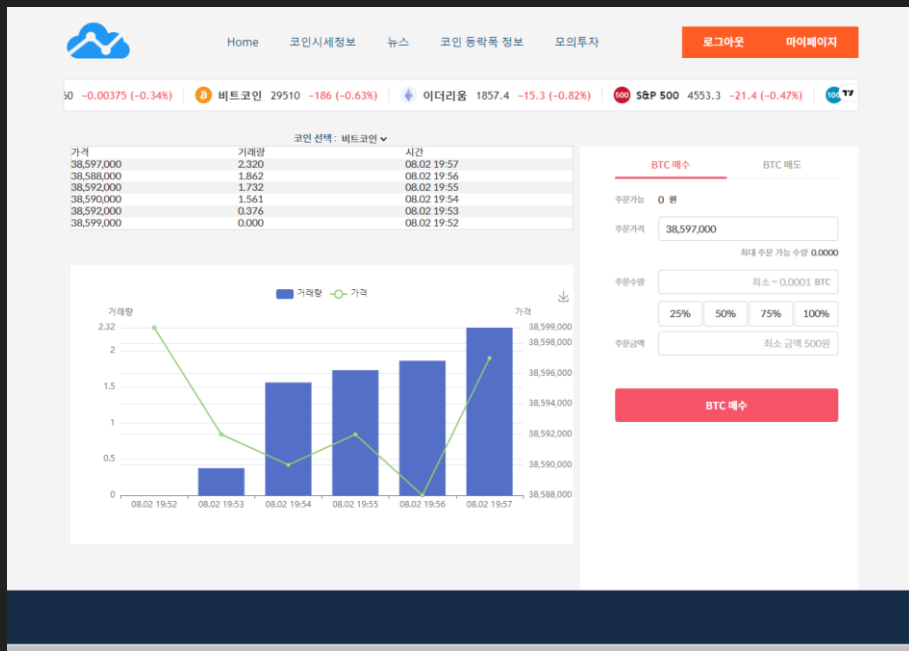 Home 코인시세정보 뉴스 코인 등락폭 정보 모의투자 로그아웃 마이페이지
-0.00375 (-0.34%) 비트코인 29510 -186 (-0.63%) 이더리움 1857.4 -15.3 (-0.82%) 500 S&P 500 4553.3 -21.4 (-0.47%) 100
코인 선택 : 비트코인
가격 거래량 시간
38,597,000 2.320 08.02 19:57
38,588,000 1.862 08.02 19:56
38,592,000 1.732 08.02 19:55
38,590,000 1.561 08.02 19:54
38,592,000 0.376 08.02 19:53
38,599,000 0.000 08.02 19:52
거래량 가격
거래량 가격
2.32
2
1.5
1
0.5
0
38,599,000
38,598,000
38,596,000
38,594,000
38,592,000
38,590,000
38,588,000
08.02 19:52 08.02 19:53 08.02 19:54 08.02 19:55 08.02 19:56 08.02 19:57
BTC 매수 BTC 매도
주문가능 0 원
주문가격 38,597,000
최대 주문 가능 수량 0.0000
주문수량 최소 = 0.0001 BTC
25% 50% 75% 100%
주문금액 최소 금액 500원
BTC 매수